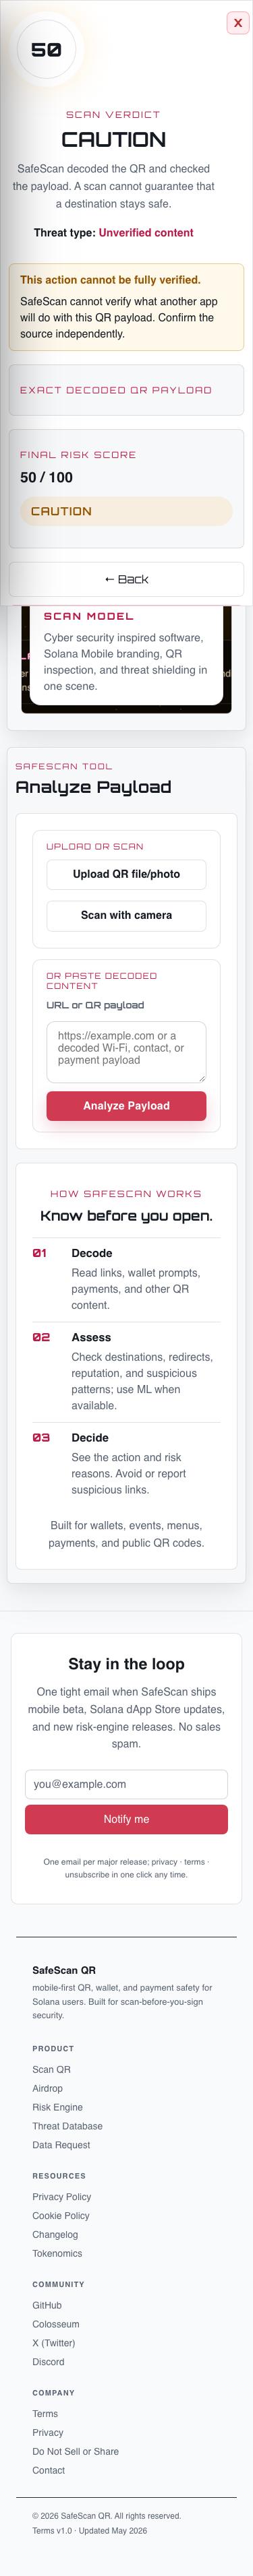 X
50
SCAN VERDICT
CAUTION
SafeScan decoded the QR and checked
the payload. A scan cannot guarantee that
a destination stays safe.
Threat type: Unverified content
This action cannot be fully verified.
SafeScan cannot verify what another app
will do with this QR payload. Confirm the
source independently.
EXACT DECODED QR PAYLOAD
FINAL RISK SCORE
50 / 100
CAUTION
← Back
SCAN MODEL
Cyber security inspired software,
Solana Mobile branding, QR
inspection, and threat shielding in
one scene.
SAFESCAN TOOL
Analyze Payload
UPLOAD OR SCAN
Upload QR file/photo
Scan with camera
OR PASTE DECODED
CONTENT
URL or QR payload
https://example.com or a
decoded Wi-Fi, contact, or
payment payload
Analyze Payload
HOW SAFESCAN WORKS
Know before you open.
01 Decode
Read links, wallet prompts,
payments, and other QR
content.
02 Assess
Check destinations, redirects,
reputation, and suspicious
patterns; use ML when
available.
03 Decide
See the action and risk
reasons. Avoid or report
suspicious links.
Built for wallets, events, menus,
payments, and public QR codes.
Stay in the loop
One tight email when SafeScan ships
mobile beta, Solana dApp Store updates,
and new risk-engine releases. No sales
spam.
you@example.com
Notify me
One email per major release; privacy · terms ·
unsubscribe in one click any time.
SafeScan QR
mobile-first QR, wallet, and payment safety for
Solana users. Built for scan-before-you-sign
security.
PRODUCT
Scan QR
Airdrop
Risk Engine
Threat Database
Data Request
RESOURCES
Privacy Policy
Cookie Policy
Changelog
Tokenomics
COMMUNITY
GitHub
Colosseum
X (Twitter)
Discord
COMPANY
Terms
Privacy
Do Not Sell or Share
Contact
© 2026 SafeScan QR. All rights reserved.
Terms v1.0 · Updated May 2026